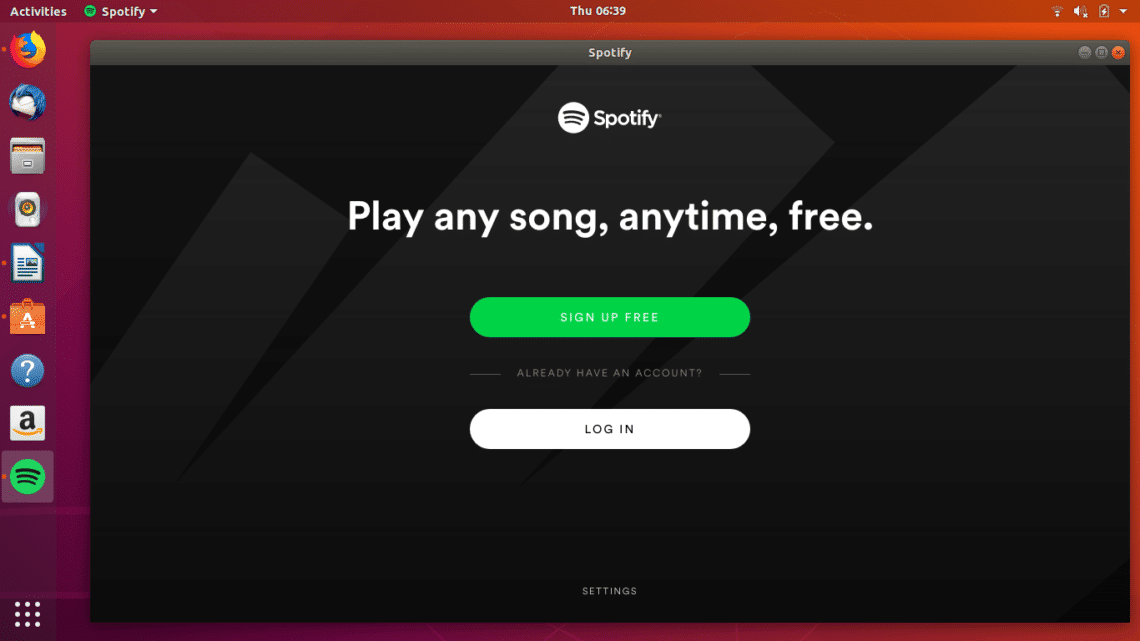 Activities Spotify Thu 06:39
Spotify
Spotify®
Play any song, anytime, free.
SIGN UP FREE
ALREADY HAVE AN ACCOUNT?
LOG IN
SETTINGS
A
?
a